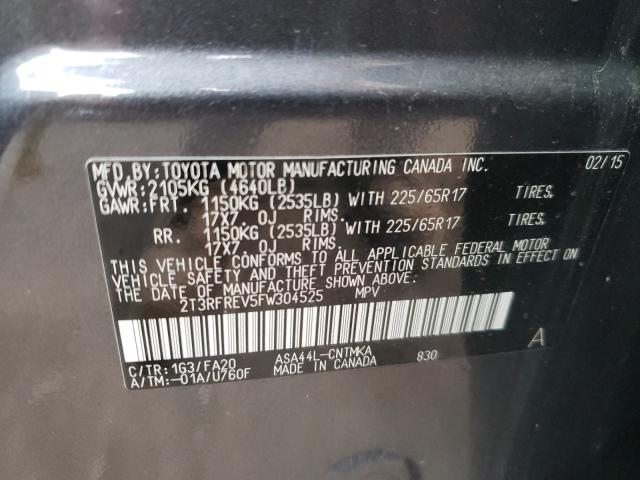 MFD.BY:TOYOTA MOTOR MANUFACTURING CANADA INC. 02/15
GVWR:2105KG (4640LB)
GAWR:FRT. 1150KG (2535LB) WITH 225/65R17 TIRES,
17X7.0J RIMS.
RR. 1150KG (2535LB) WITH 225/65R17 TIRES,
17X7.0J RIMS.
THIS VEHICLE CONFORMS TO ALL APPLICABLE FEDERAL MOTOR
VEHICLE SAFETY AND THEFT PREVENTION STANDARDS IN
EFFECT ON THE DATE OF MANUFACTURE SHOWN ABOVE.
2T3RFREV5FW304525 MPV
A
C/TR:1G3/FA20 ASA44L-CNTMKA 830
A/TM:-01A/U760F MADE IN CANADA